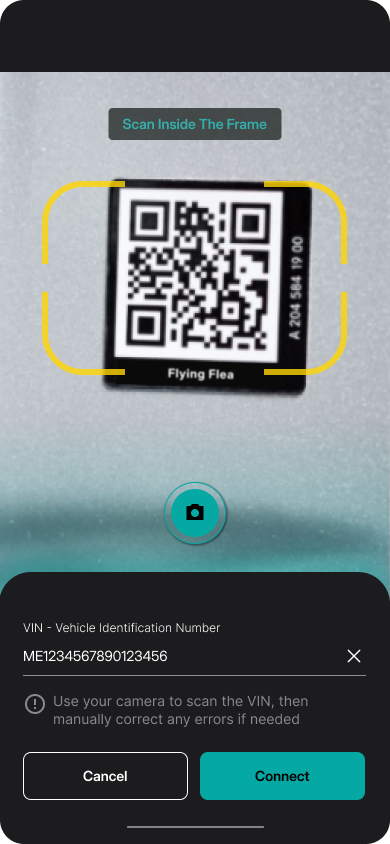 Scan Inside The Frame
A 204 584 19 00
Flying Flea
VIN - Vehicle Identification Number
ME1234567890123456
Use your camera to scan the VIN, then
manually correct any errors if needed
Cancel
Connect